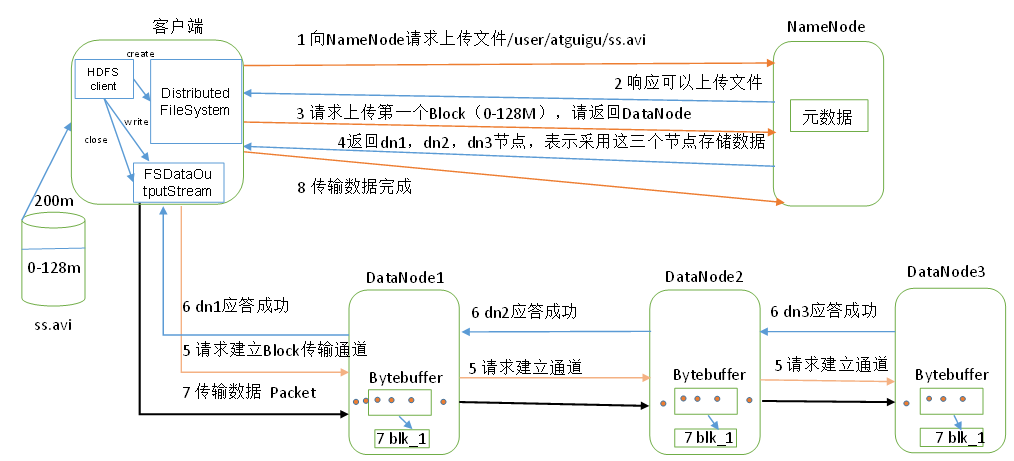 客户端
NameNode
1 向NameNode请求上传文件/user/atguigu/ss.avi
create
HDFS
client
Distributed
FileSystem
2 响应可以上传文件
元数据
3 请求上传第一个Block（0-128M），请返回DataNode
write
close
4返回dn1，dn2，dn3节点，表示采用这三个节点存储数据
FSDataOu
tputStream
8 传输数据完成
200m
0-128m
ss.avi
DataNode1
DataNode2
DataNode3
6 dn1应答成功
6 dn2应答成功
6 dn3应答成功
5 请求建立Block传输通道
5 请求建立通道
5 请求建立通道
Bytebuffer
Bytebuffer
Bytebuffer
7 传输数据 Packet
7 blk_1
7 blk_1
7 blk_1